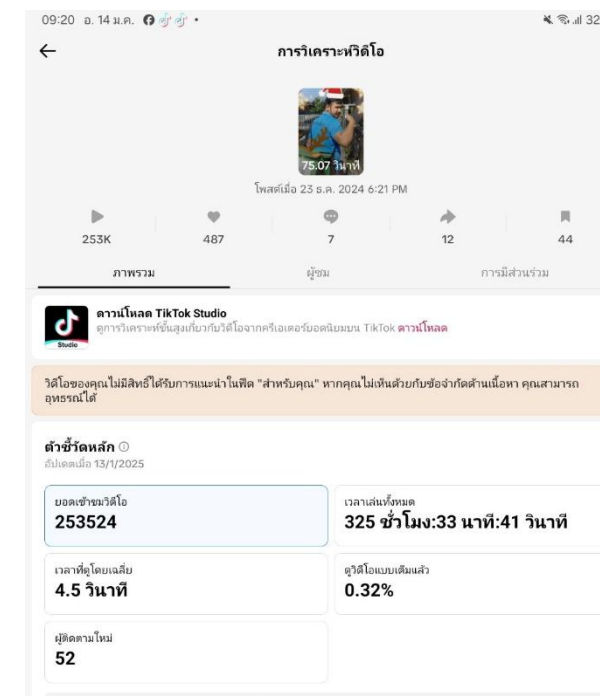 09:20 อ. 14 ม.ค.
32
การวิเคราะห์วิดีโอ
75.07 วินาที
โพสต์เมื่อ 23 ธ.ค. 2024 6:21 PM
253K 487 7 12 44
ภาพรวม ผู้ชม การมีส่วนร่วม
ดาวน์โหลด TikTok Studio
ดูการวิเคราะห์ขั้นสูงเกี่ยวกับวิดีโอจากครีเอเตอร์ยอดนิยมบน TikTok ดาวน์โหลด
Studio
วิดีโอของคุณไม่มีสิทธิ์ได้รับการแนะนำในฟีด "สำหรับคุณ" หากคุณไม่เห็นด้วยกับข้อจำกัดด้านเนื้อหา คุณสามารถ
อุทธรณ์ได้
ตัวชี้วัดหลัก
อัปเดตเมื่อ 13/1/2025
ยอดเข้าชมวิดีโอ
253524
เวลาเล่นทั้งหมด
325 ชั่วโมง:33 นาที:41 วินาที
เวลาที่ดูโดยเฉลี่ย
4.5 วินาที
ดูวิดีโอแบบเต็มแล้ว
0.32%
ผู้ติดตามใหม่
52